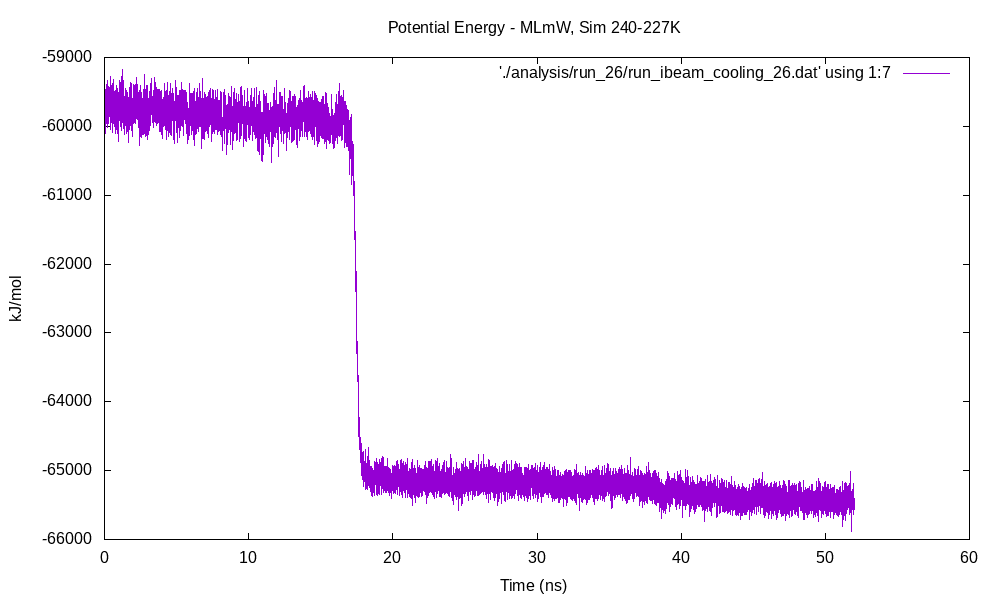 Potential Energy - MLmW, Sim 240-227K
'./analysis/run_26/run_ibeam_cooling_26.dat' using 1:7
-59000
-60000
-61000
-62000
-63000
-64000
-65000
-66000
kJ/mol
0 10 20 30 40 50 60
Time (ns)